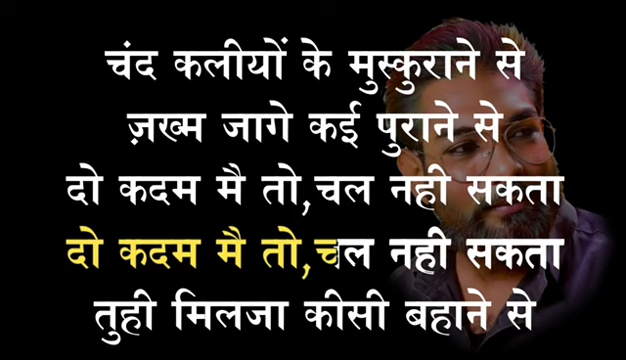 चंद कलीयों के मुस्कुराने से
ज़ख्म जागे कई पुराने से
दो कदम मै तो,चल नही सकता
दो कदम मै तो,चल नही सकता
तुही मिलजा कीसी बहाने से